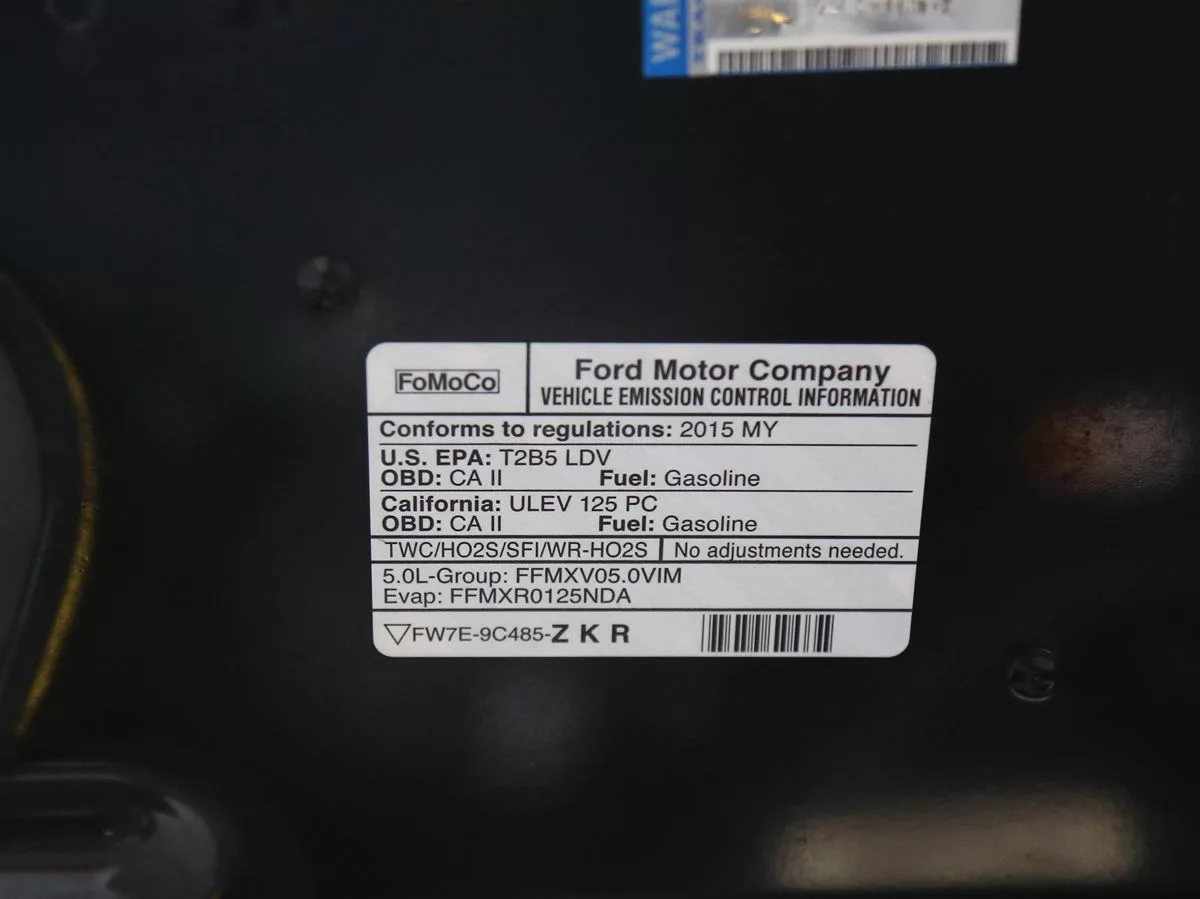 WAR
FoMoCo
Ford Motor Company
VEHICLE EMISSION CONTROL INFORMATION
Conforms to regulations: 2015 MY
U.S. EPA: T2B5 LDV
OBD: CA II Fuel: Gasoline
California: ULEV 125 PC
OBD: CA II Fuel: Gasoline
TWC/HO2S/SFI/WR-HO2S No adjustments needed.
5.0L-Group: FFMXV05.0VIM
Evap: FFMXR0125NDA
FW7E-9C485-Z K R